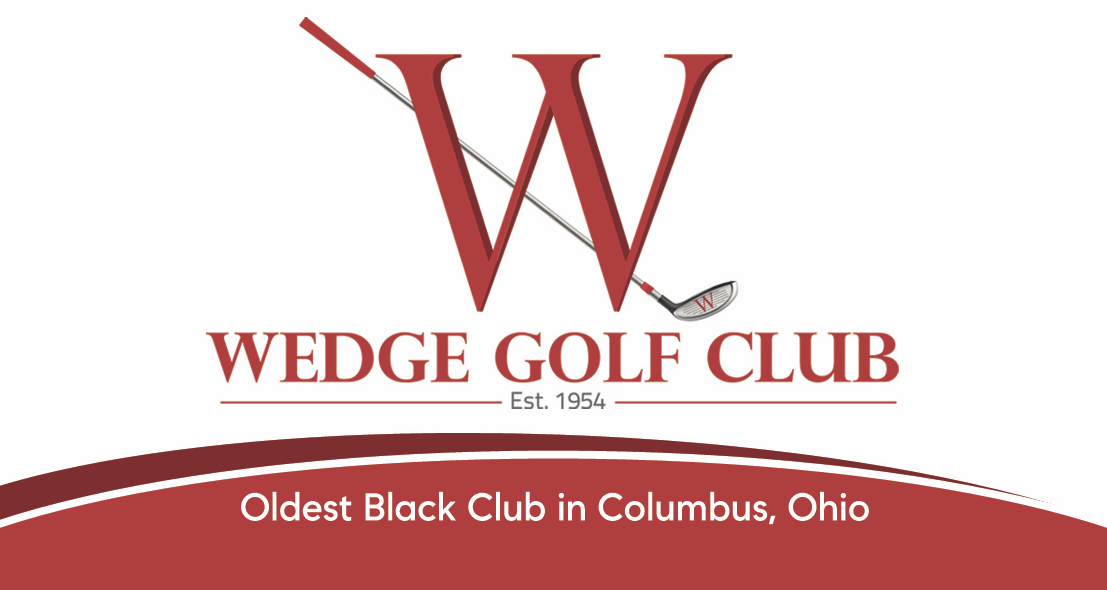 W
W
WEDGE GOLF CLUB
Est. 1954
Oldest Black Club in Columbus, Ohio